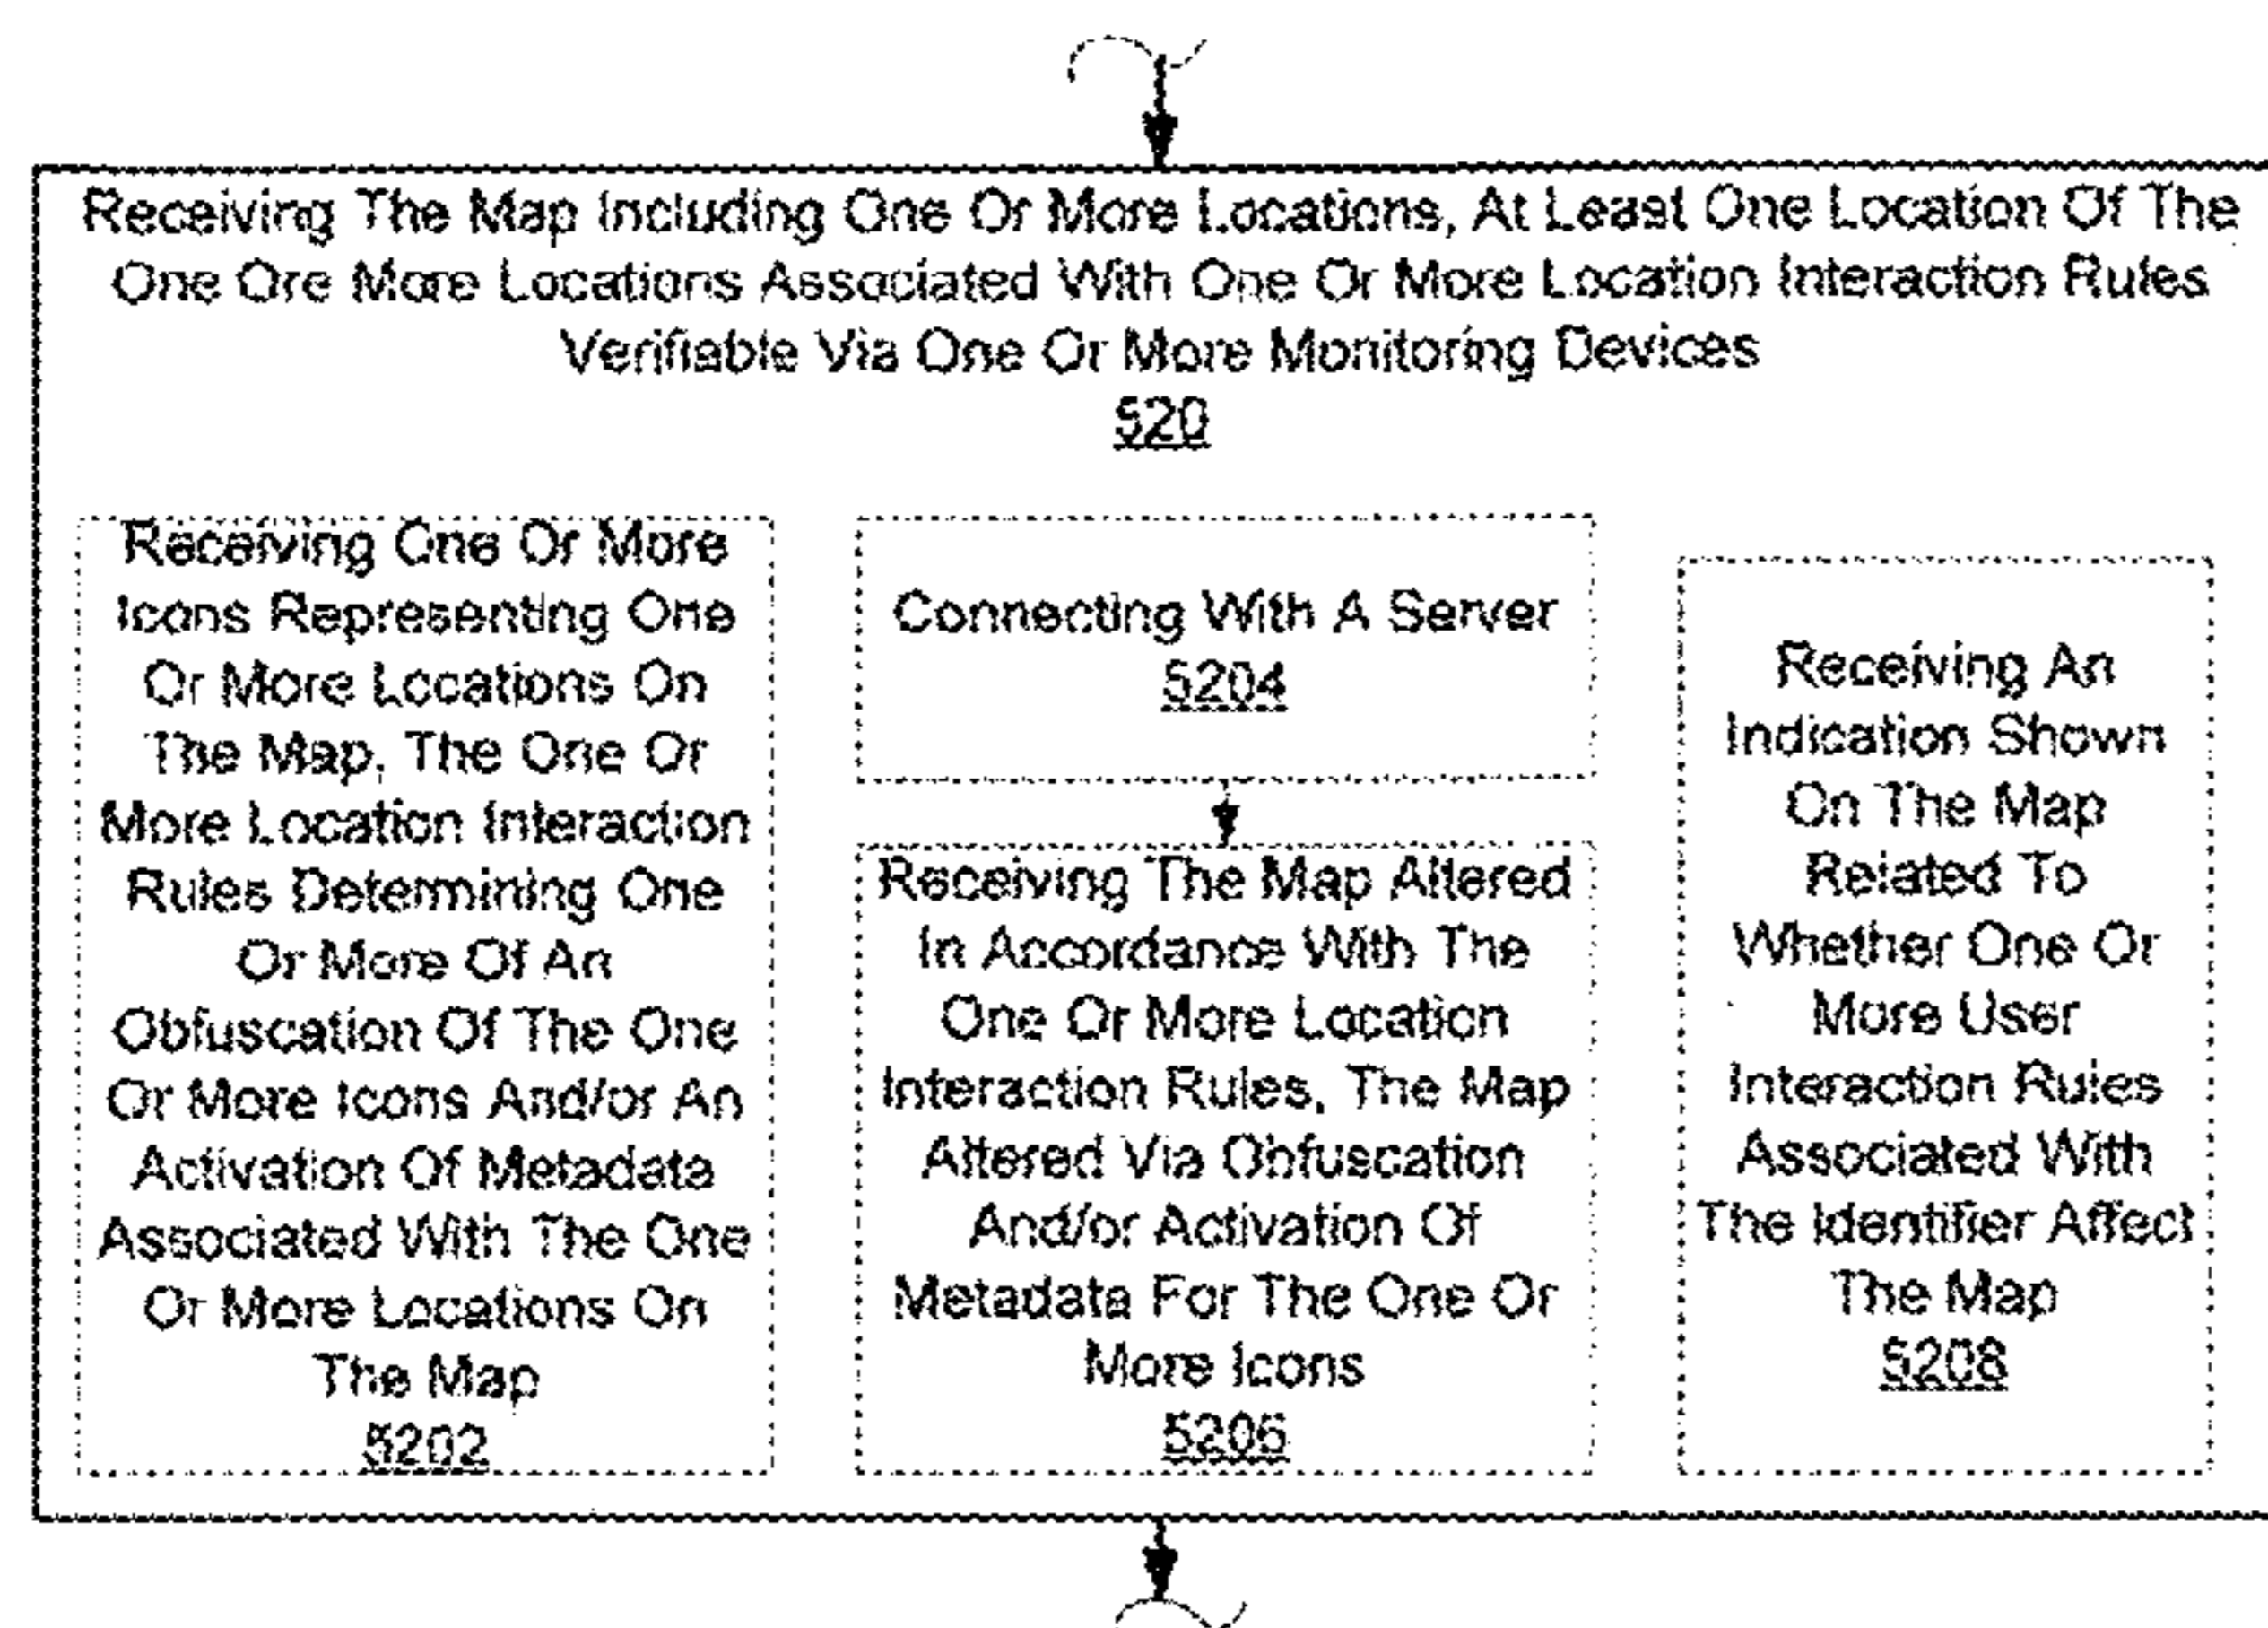 Receiving The Map Including One Or More Locations, At Least One Location Of The
One Ore More Locations Associated With One Or More Location Interaction Rules
Verifiable Via One Or More Monitoring Devices
520
Receiving One Or More
Icons Representing One
Or More Locations On
The Map, The One Or
More Location Interaction
Rules Determining One
Or More Of An
Obfuscation Of The One
Or More Icons And/or An
Activation Of Metadata
Associated With The One
Or More Locations On
The Map
5202
Connecting With A Server
5204
Receiving The Map Altered
In Accordance With The
One Or More Location
Interaction Rules, The Map
Altered Via Obfuscation
And/or Activation Of
Metadata For The One Or
More Icons
5206
Receiving An
Indication Shown
On The Map
Related To
Whether One Or
More User
Interaction Rules
Associated With
The Identifier Affect
The Map
5208